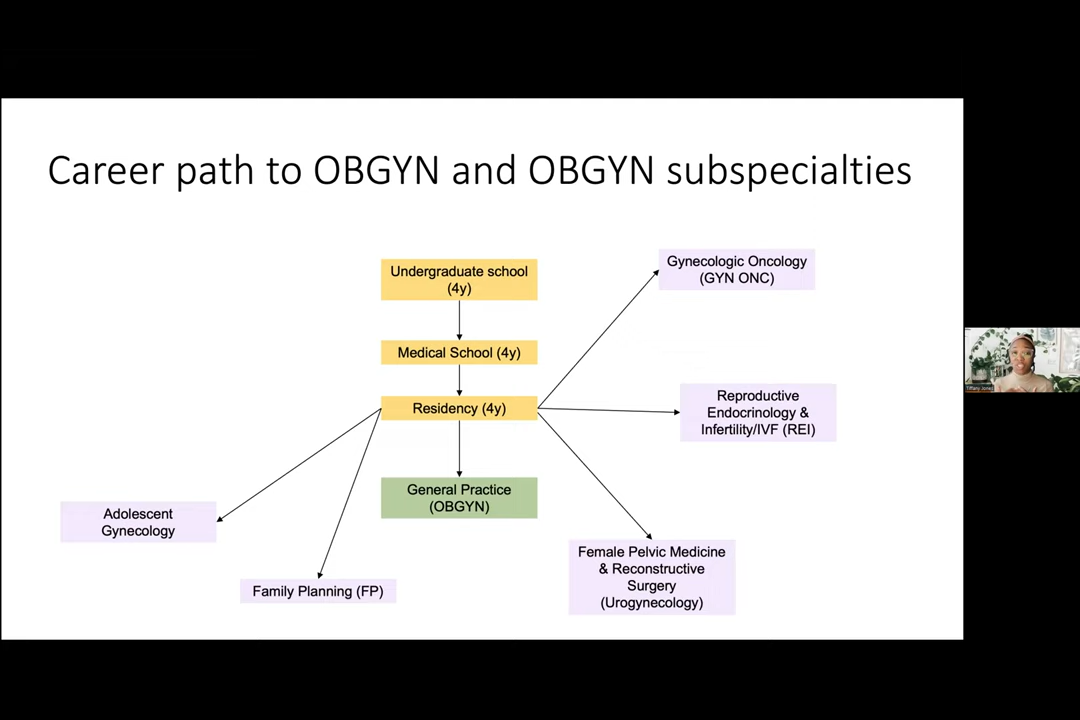 Career path to OBGYN and OBGYN subspecialties
Undergraduate school
(4y)
Medical School (4y)
Residency (4y)
General Practice
(OBGYN)
Gynecologic Oncology
(GYN ONC)
Reproductive
Endocrinology &
Infertility/IVF (REI)
Female Pelvic Medicine
& Reconstructive
Surgery
(Urogynecology)
Family Planning (FP)
Adolescent
Gynecology
Tiffany Jones